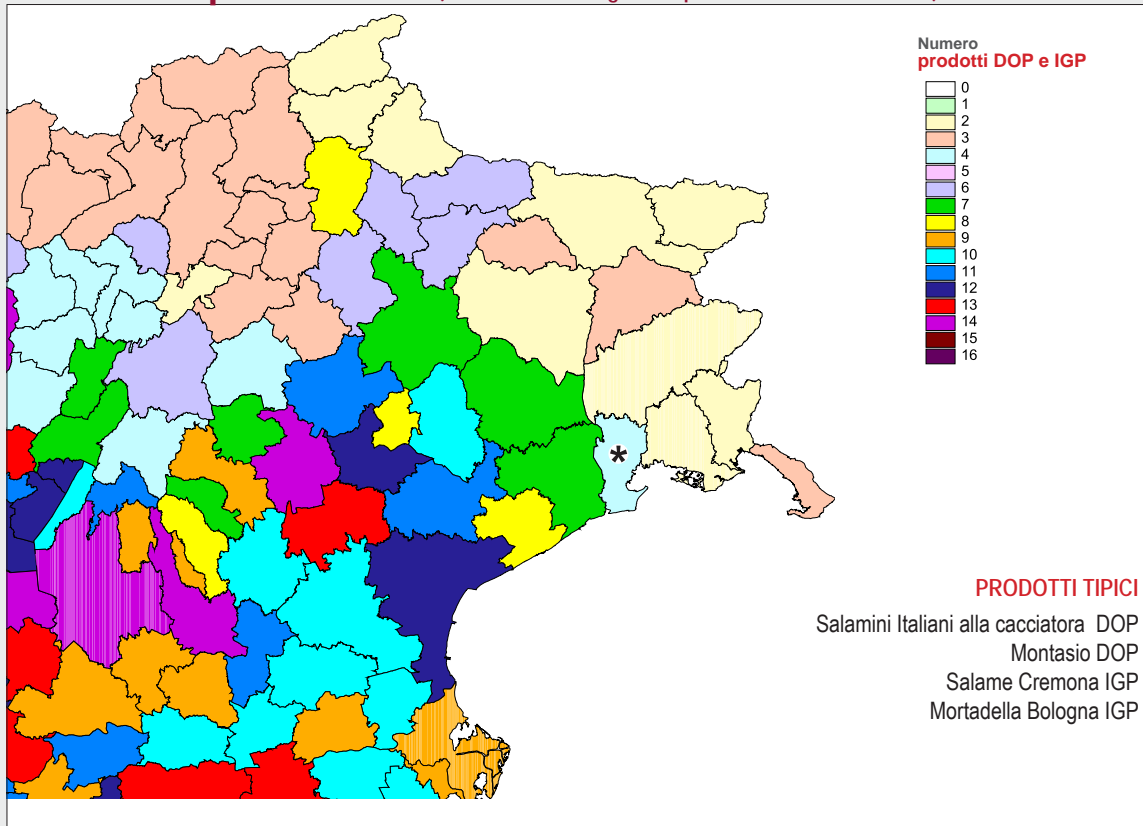 Numero
prodotti DOP e IGP
0
1
2
3
4
5
6
7
8
9
10
11
12
13
14
15
16
*
PRODOTTI TIPICI
Salamini Italiani alla cacciatora DOP
Montasio DOP
Salame Cremona IGP
Mortadella Bologna IGP